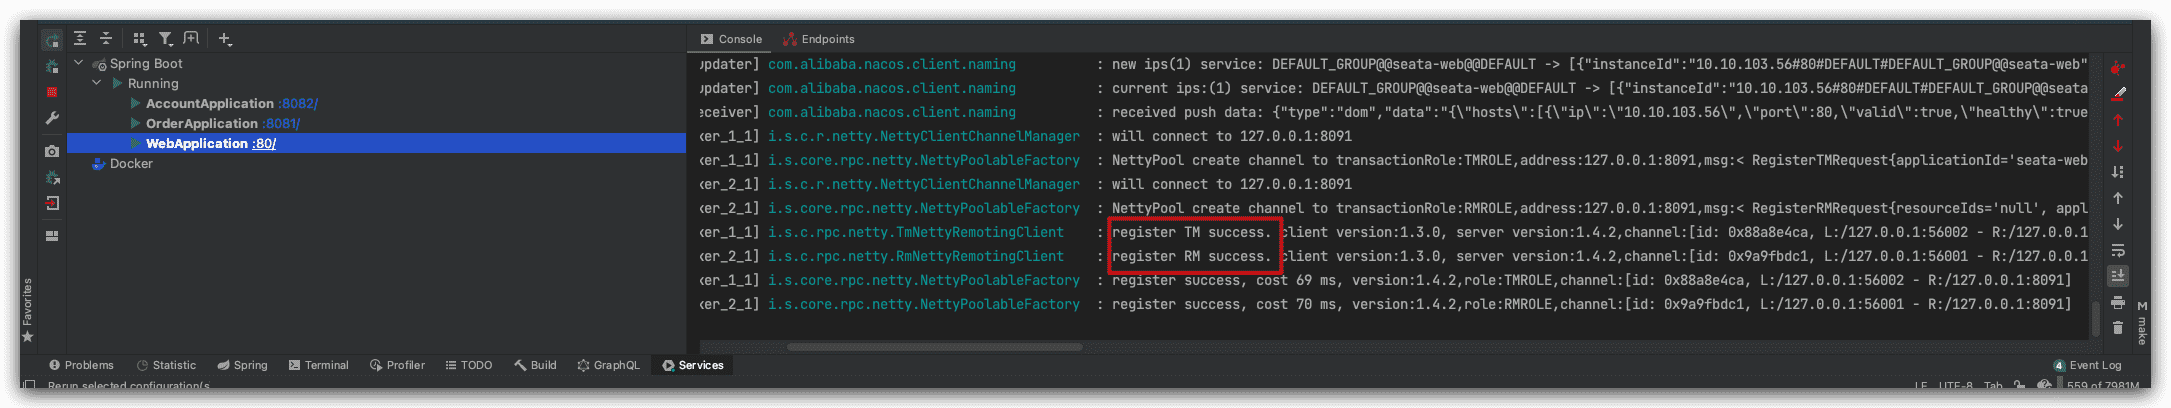 Spring Boot
Running
AccountApplication :8082/
OrderApplication :8081/
WebApplication :80/
Docker
Console
Endpoints
updater] com.alibaba.nacos.client.naming : new ips(1) service: DEFAULT_GROUP@@seata-web@@DEFAULT -> [{"instanceId":"10.10.103.56#80#DEFAULT#DEFAULT_GROUP@@seata-web"
updater] com.alibaba.nacos.client.naming : current ips:(1) service: DEFAULT_GROUP@@seata-web@@DEFAULT -> [{"instanceId":"10.10.103.56#80#DEFAULT#DEFAULT_GROUP@@seata
eceiver] com.alibaba.nacos.client.naming : received push data: {"type":"dom","data":"{\"hosts\":[{\"ip\":\"10.10.103.56\",\"port\":80,\"valid\":true,\"healthy\":true
ker_1_1] i.s.c.r.netty.NettyClientChannelManager : will connect to 127.0.0.1:8091
ker_1_1] i.s.core.rpc.netty.NettyPoolableFactory : NettyPool create channel to transactionRole:TMROLE,address:127.0.0.1:8091,msg:< RegisterTMRequest{applicationId='seata-web
ker_2_1] i.s.c.r.netty.NettyClientChannelManager : will connect to 127.0.0.1:8091
ker_2_1] i.s.core.rpc.netty.NettyPoolableFactory : NettyPool create channel to transactionRole:RMROLE,address:127.0.0.1:8091,msg:< RegisterRMRequest{resourceIds='null', appl
ker_1_1] i.s.c.rpc.netty.TmNettyRemotingClient : register TM success. client version:1.3.0, server version:1.4.2,channel:[id: 0x88a8e4ca, L:/127.0.0.1:56002 - R:/127.0.0.1
ker_2_1] i.s.c.rpc.netty.RmNettyRemotingClient : register RM success. client version:1.3.0, server version:1.4.2,channel:[id: 0x9a9fbdc1, L:/127.0.0.1:56001 - R:/127.0.0.1
ker_1_1] i.s.core.rpc.netty.NettyPoolableFactory : register success, cost 69 ms, version:1.4.2,role:TMROLE,channel:[id: 0x88a8e4ca, L:/127.0.0.1:56002 - R:/127.0.0.1:8091]
ker_2_1] i.s.core.rpc.netty.NettyPoolableFactory : register success, cost 70 ms, version:1.4.2,role:RMROLE,channel:[id: 0x9a9fbdc1, L:/127.0.0.1:56001 - R:/127.0.0.1:8091]
Favorites
M make
Problems
Statistic
Spring
Terminal
Profiler
TODO
Build
GraphQL
Services
4 Event Log
Rerun selected configuration(s
LF UTF-8 Tab 559 of 7981M